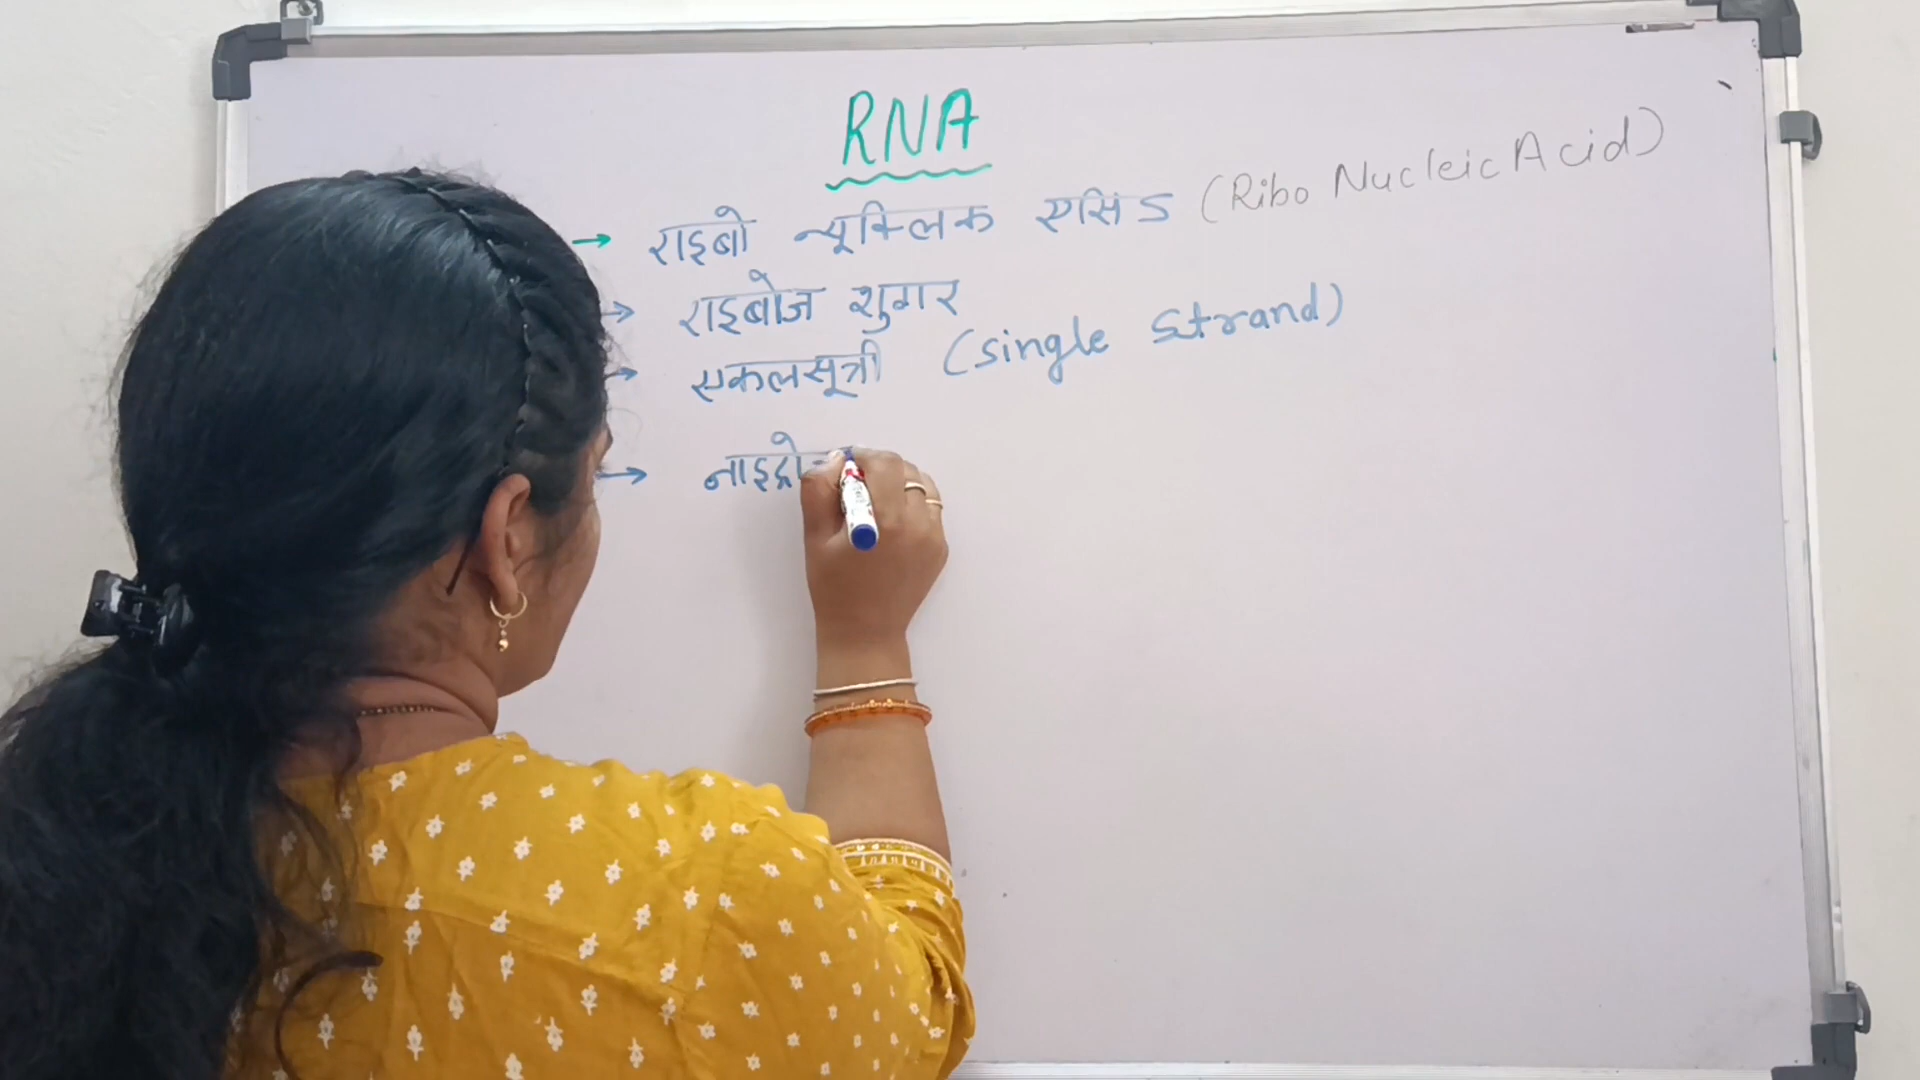 RNA
→ राइबो न्यूक्लिक एसिड (Ribo Nucleic Acid)
→ राइबोज शुगर
→ एकलसूत्री (Single Strand)
→ नाइट्रो